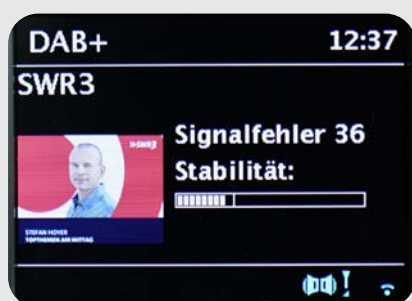 DAB+ 12:37
SWR3
Signalfehler 36
Stabilität:
»SWR3
STEFAN HOYER
TOPTHEMEN AM MITTAG